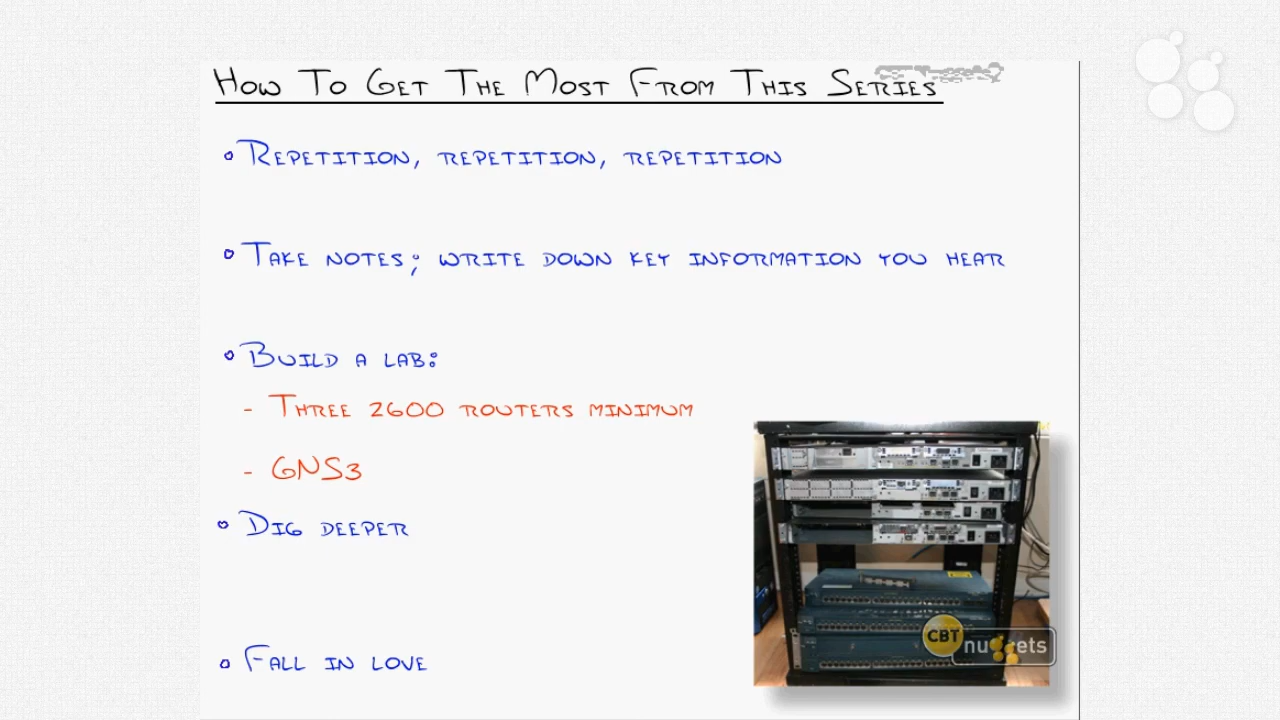 How To Get The Most From This Series
Repetition, repetition, repetition
Take notes; write down key information you hear
Build a lab:
- Three 2600 routers minimum
- GNS3
Dig deeper
Fall in love
CBT nuggets